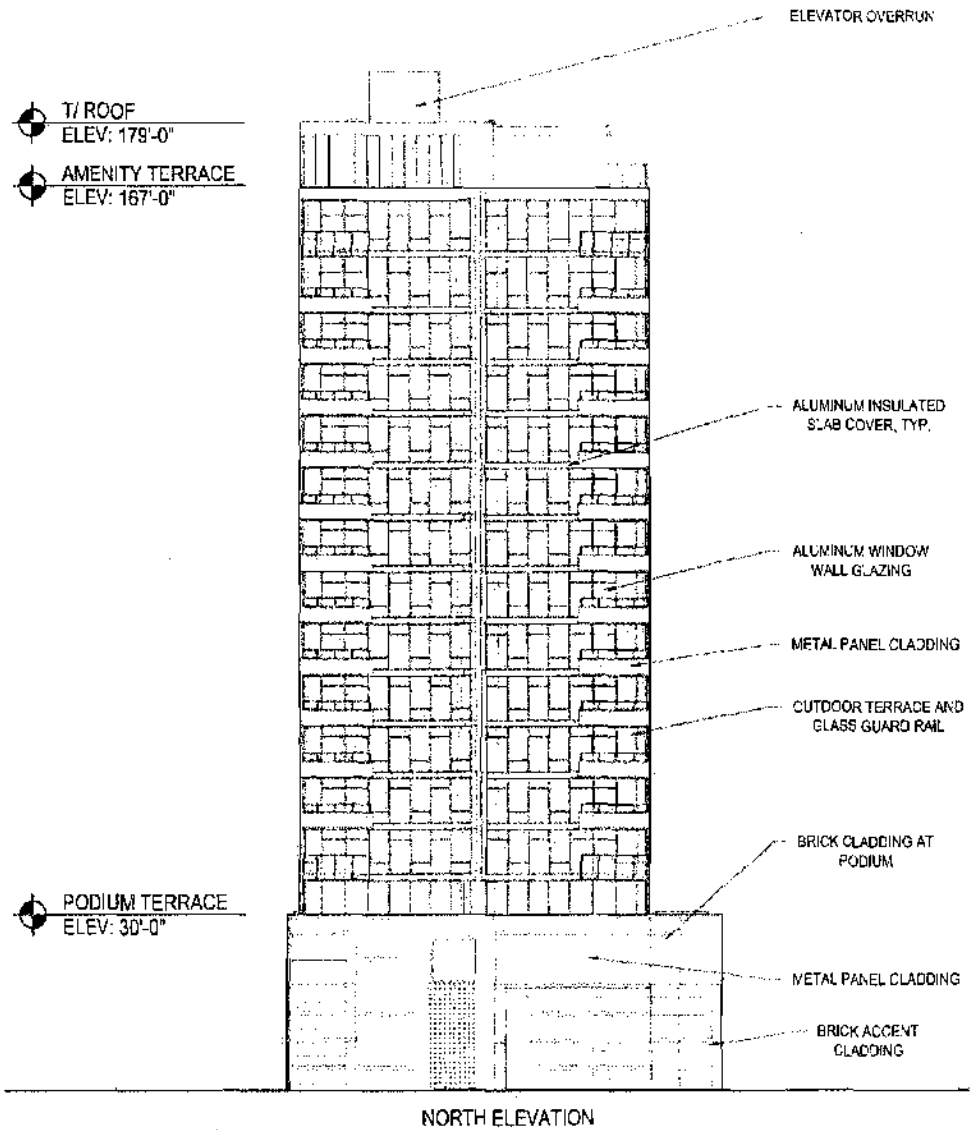 ELEVATOR OVERRUN
T/ ROOF
ELEV: 179'-0"
AMENITY TERRACE
ELEV: 167'-0"
ALUMINUM INSULATED
SLAB COVER, TYP.
ALUMINUM WINDOW
WALL GLAZING
METAL PANEL CLADDING
OUTDOOR TERRACE AND
GLASS GUARD RAIL
BRICK CLADDING AT
PODIUM
PODIUM TERRACE
ELEV: 30'-0"
METAL PANEL CLADDING
BRICK ACCENT
CLADDING
NORTH ELEVATION